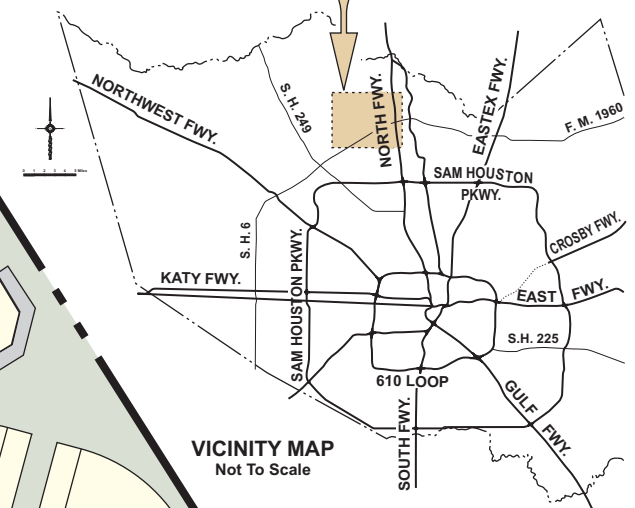 NORTHWEST FWY.
S. H. 249
NORTH FWY.
EASTEX FWY.
F. M. 1960
SAM HOUSTON
PKWY.
S. H. 6
SAM HOUSTON PKWY.
CROSBY FWY.
KATY FWY.
EAST FWY.
S.H. 225
610 LOOP
GULF FWY.
SOUTH FWY.
VICINITY MAP
Not To Scale